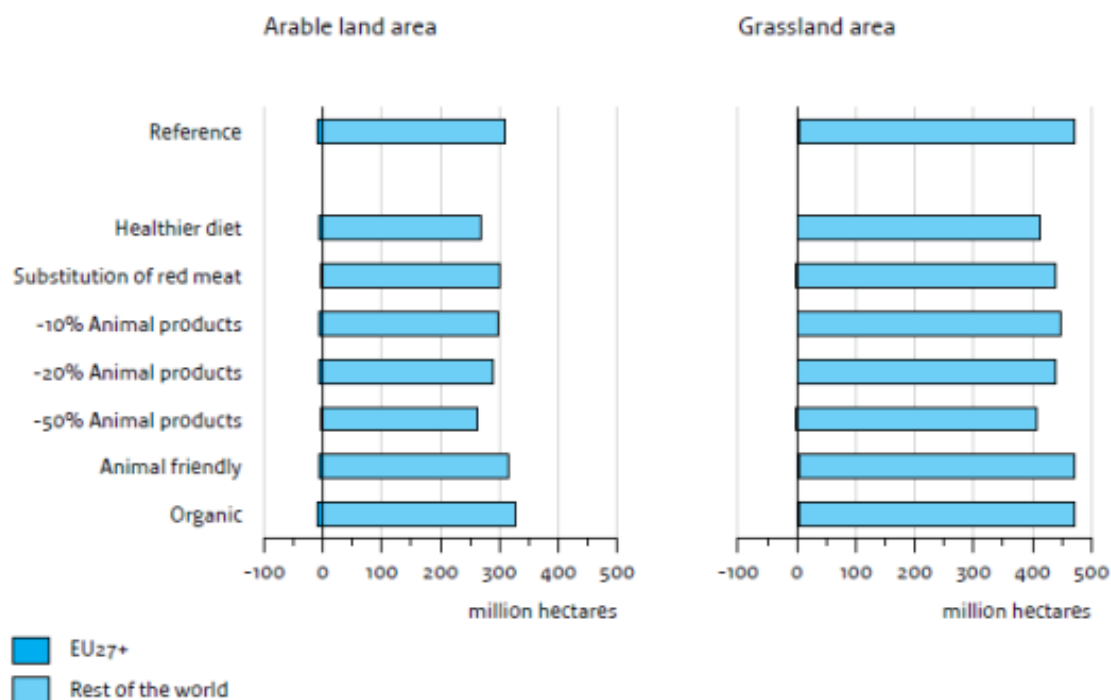 Arable land area
Grassland area
Reference
Healthier diet
Substitution of red meat
-10% Animal products
-20% Animal products
-50% Animal products
Animal friendly
Organic
-100 0 100 200 300 400 500
-100 0 100 200 300 400 500
million hectares
million hectares
EU27+
Rest of the world